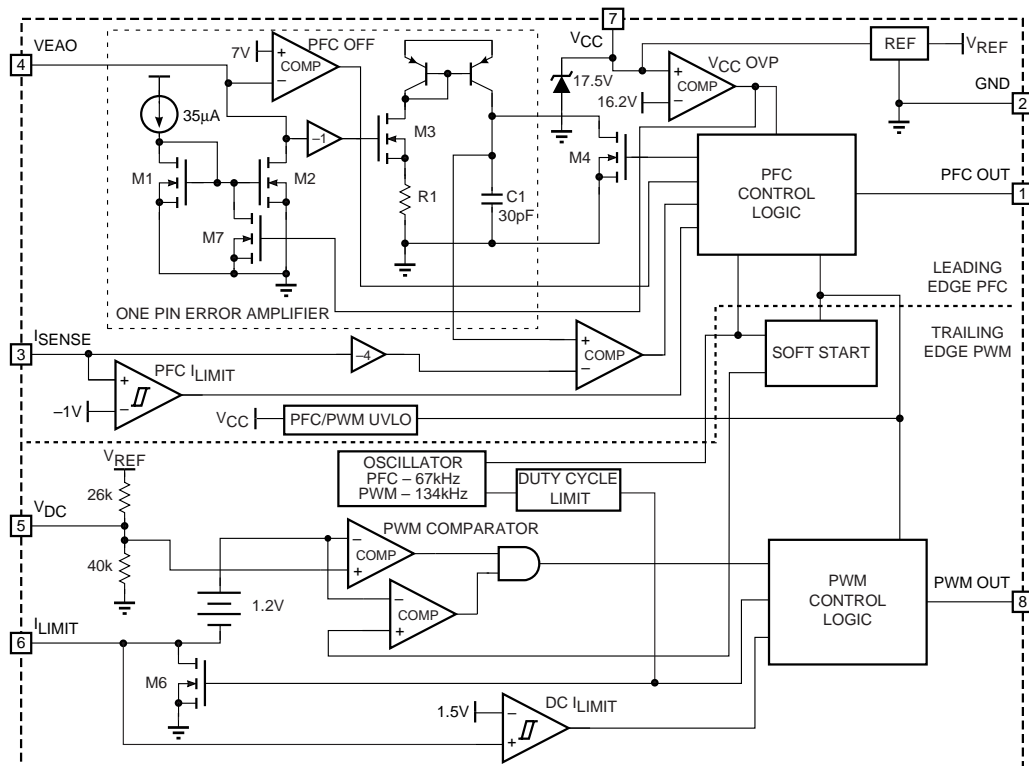 7
VEAO
4
7V
PFC OFF
COMP
VCC
17.5V
VCC OVP
COMP
16.2V
REF
VREF
GND
2
35µA
–1
M3
M4
M1
M2
R1
C1
30pF
M7
PFC
CONTROL
LOGIC
PFC OUT
1
ONE PIN ERROR AMPLIFIER
LEADING
EDGE PFC
ISENSE
3
–4
COMP
SOFT START
TRAILING
EDGE PWM
PFC ILIMIT
–1V
VCC
PFC/PWM UVLO
VREF
26k
OSCILLATOR
PFC – 67kHz
PWM – 134kHz
DUTY CYCLE
LIMIT
VDC
5
PWM COMPARATOR
COMP
40k
1.2V
COMP
PWM
CONTROL
LOGIC
PWM OUT
8
ILIMIT
6
M6
1.5V
DC ILIMIT
+
–
+
–
+
–
+
–
–
+
–
+
–
+